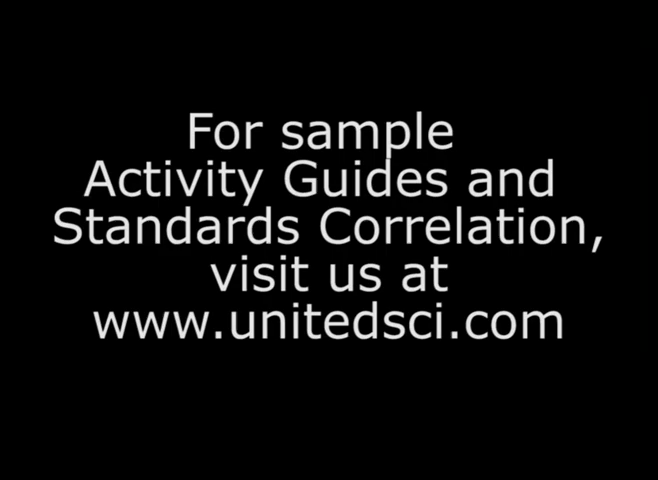 For sample
Activity Guides and
Standards Correlation,
visit us at
www.unitedsci.com